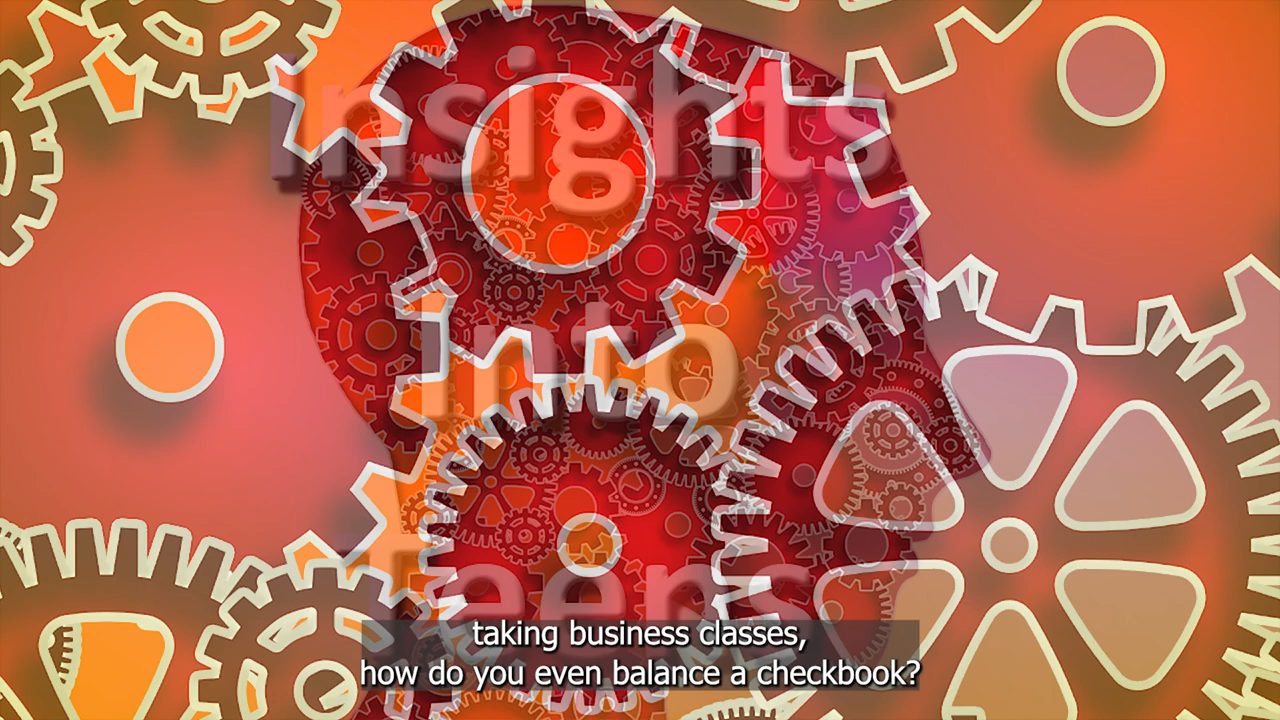 Insights
into
Teens
taking business classes,
how do you even balance a checkbook?